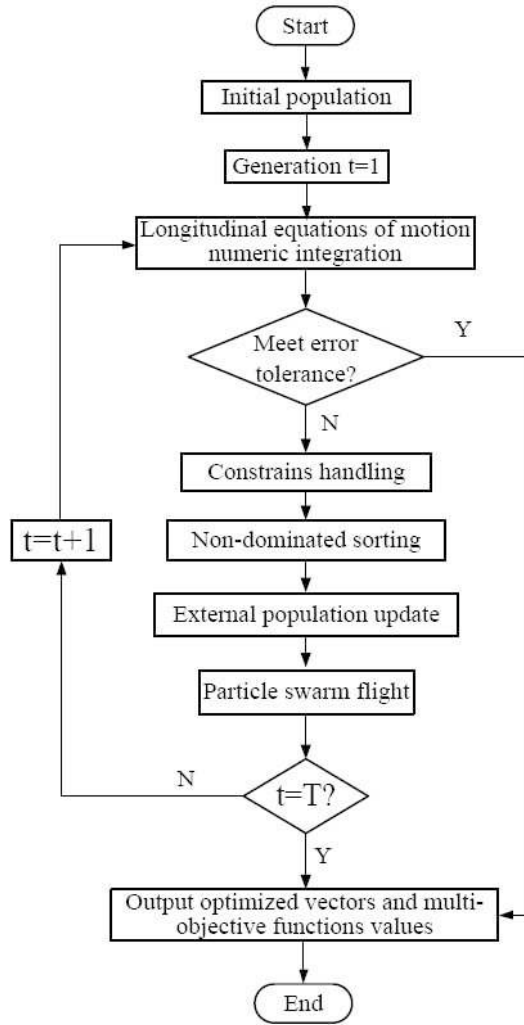 Start
Initial population
Generation t=1
Longitudinal equations of motion
numeric integration
Meet error
tolerance?
Y
N
Constrains handling
t=t+1
Non-dominated sorting
External population update
Particle swarm flight
N
t=T?
Y
Output optimized vectors and multi-
objective functions values
End